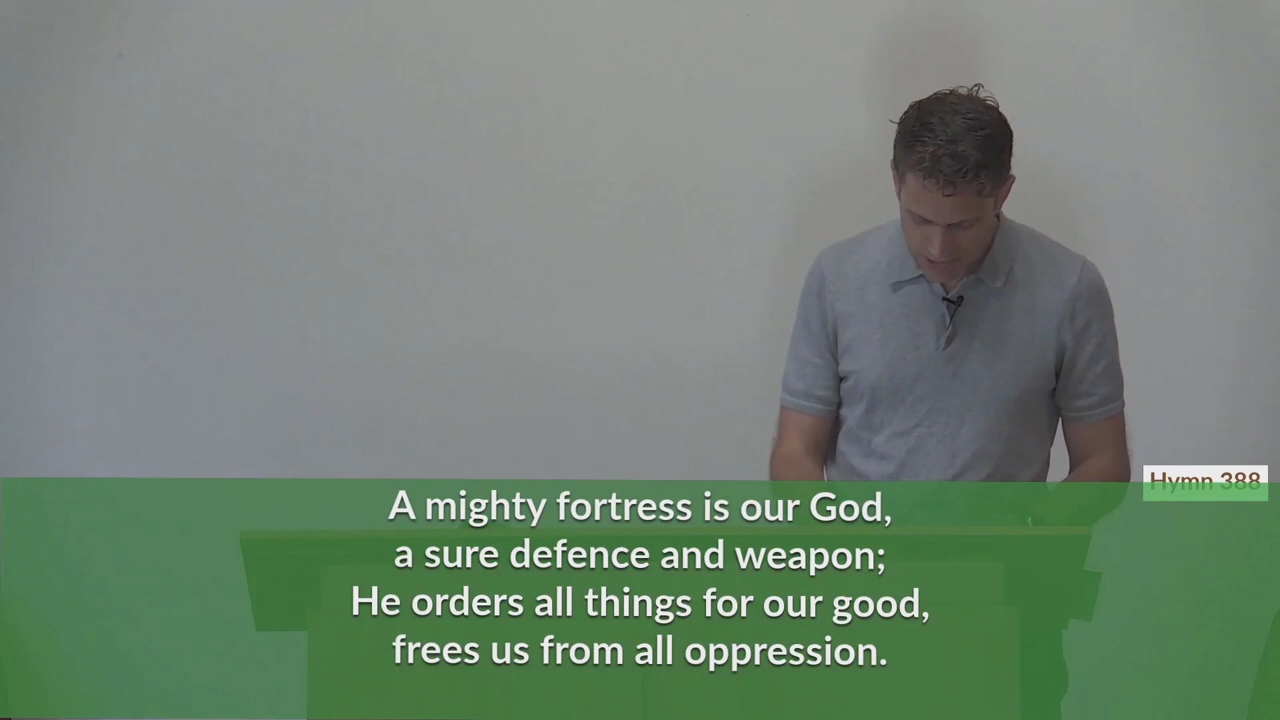 Hymn 388
A mighty fortress is our God,
a sure defence and weapon;
He orders all things for our good,
frees us from all oppression.